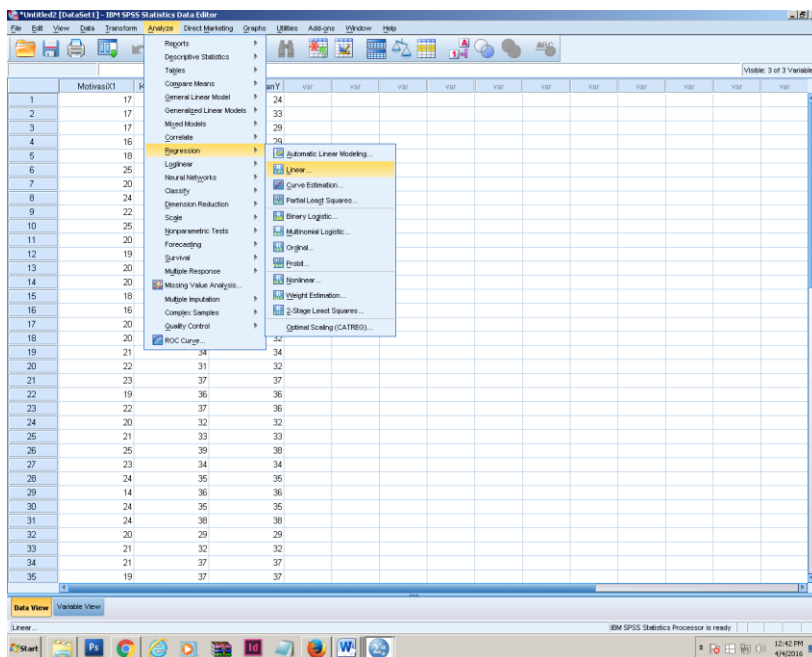 *Untitled2 [DataSet1] - IBM SPSS Statistics Data Editor
File Edit View Data Transform Analyze Direct Marketing Graphs Utilities Add-ons Window Help
Visible: 3 of 3 Variable
MotivasiX1 anY var var var var var var var var var
Reports
Descriptive Statistics
Tables
Compare Means
General Linear Model
Generalized Linear Models
Mixed Models
Correlate
Regression
Loglinear
Neural Networks
Classify
Dimension Reduction
Scale
Nonparametric Tests
Forecasting
Survival
Multiple Response
Missing Value Analysis...
Multiple Imputation
Complex Samples
Quality Control
ROC Curve...
Automatic Linear Modeling...
Linear...
Curve Estimation...
Partial Least Squares...
Binary Logistic...
Multinomial Logistic...
Ordinal...
Probit...
Nonlinear...
Weight Estimation...
2-Stage Least Squares...
Optimal Scaling (CATREG)...
1 17 24
2 17 33
3 17 29
4 16 29
5 18
6 25
7 20
8 24
9 22
10 25
11 20
12 19
13 20
14 20
15 18
16 16
17 20
18 20 32
19 21 34 34
20 22 31 32
21 23 37 37
22 19 36 36
23 22 37 36
24 20 32 32
25 21 33 33
26 25 39 38
27 23 34 34
28 24 35 35
29 14 36 36
30 24 35 35
31 24 38 38
32 20 29 29
33 21 32 32
34 21 37 37
35 19 37 37
Data View Variable View
Linear... IBM SPSS Statistics Processor is ready
Start Ps Id W 12:42 PM
4/4/2016